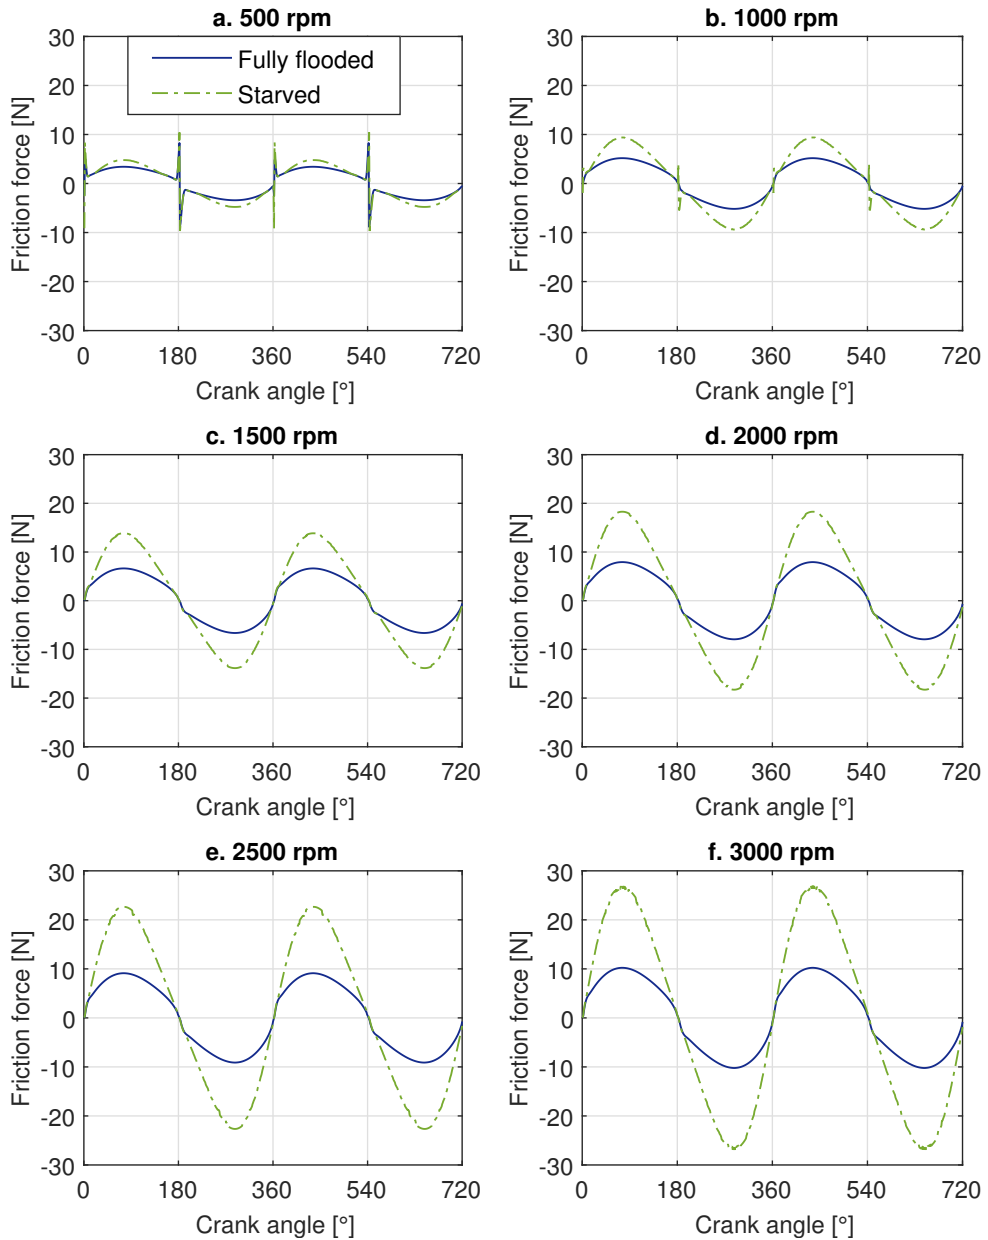 a. 500 rpm
Friction force [N]
30
20
10
0
-10
-20
-30
Fully flooded
Starved
0 180 360 540 720
Crank angle [°]
b. 1000 rpm
Friction force [N]
30
20
10
0
-10
-20
-30
0 180 360 540 720
Crank angle [°]
c. 1500 rpm
Friction force [N]
30
20
10
0
-10
-20
-30
0 180 360 540 720
Crank angle [°]
d. 2000 rpm
Friction force [N]
30
20
10
0
-10
-20
-30
0 180 360 540 720
Crank angle [°]
e. 2500 rpm
Friction force [N]
30
20
10
0
-10
-20
-30
0 180 360 540 720
Crank angle [°]
f. 3000 rpm
Friction force [N]
30
20
10
0
-10
-20
-30
0 180 360 540 720
Crank angle [°]